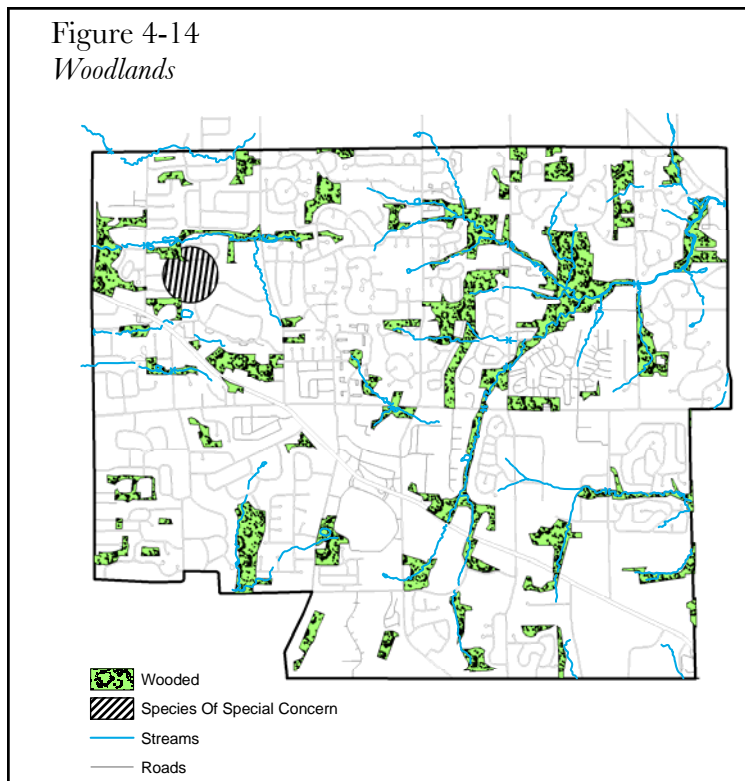 Figure 4-14
Woodlands
Wooded
Species Of Special Concern
Streams
Roads